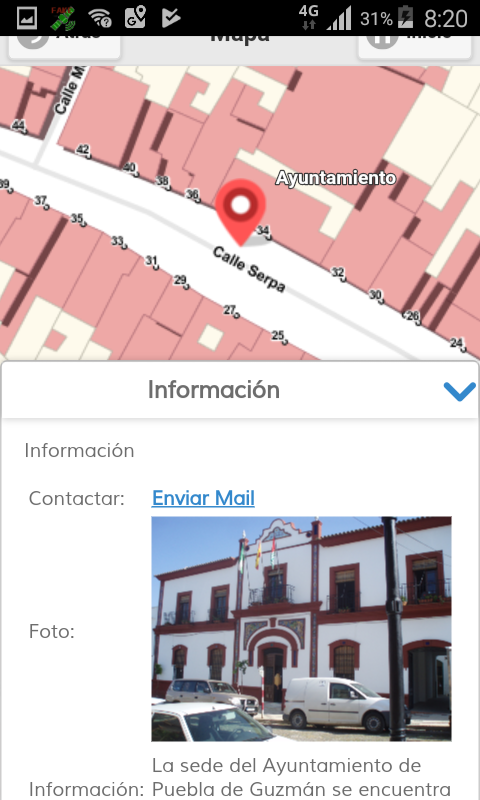 4G 31% 8:20
Atrás Mapa Inicio
Calle M
44
42
40
38
36
Ayuntamiento
34
39
37
35
33
31
29
27
25
Calle Serpa
32
30
26
24
Información
Información
Contactar: Enviar Mail
Foto:
La sede del Ayuntamiento de
Información: Puebla de Guzmán se encuentra